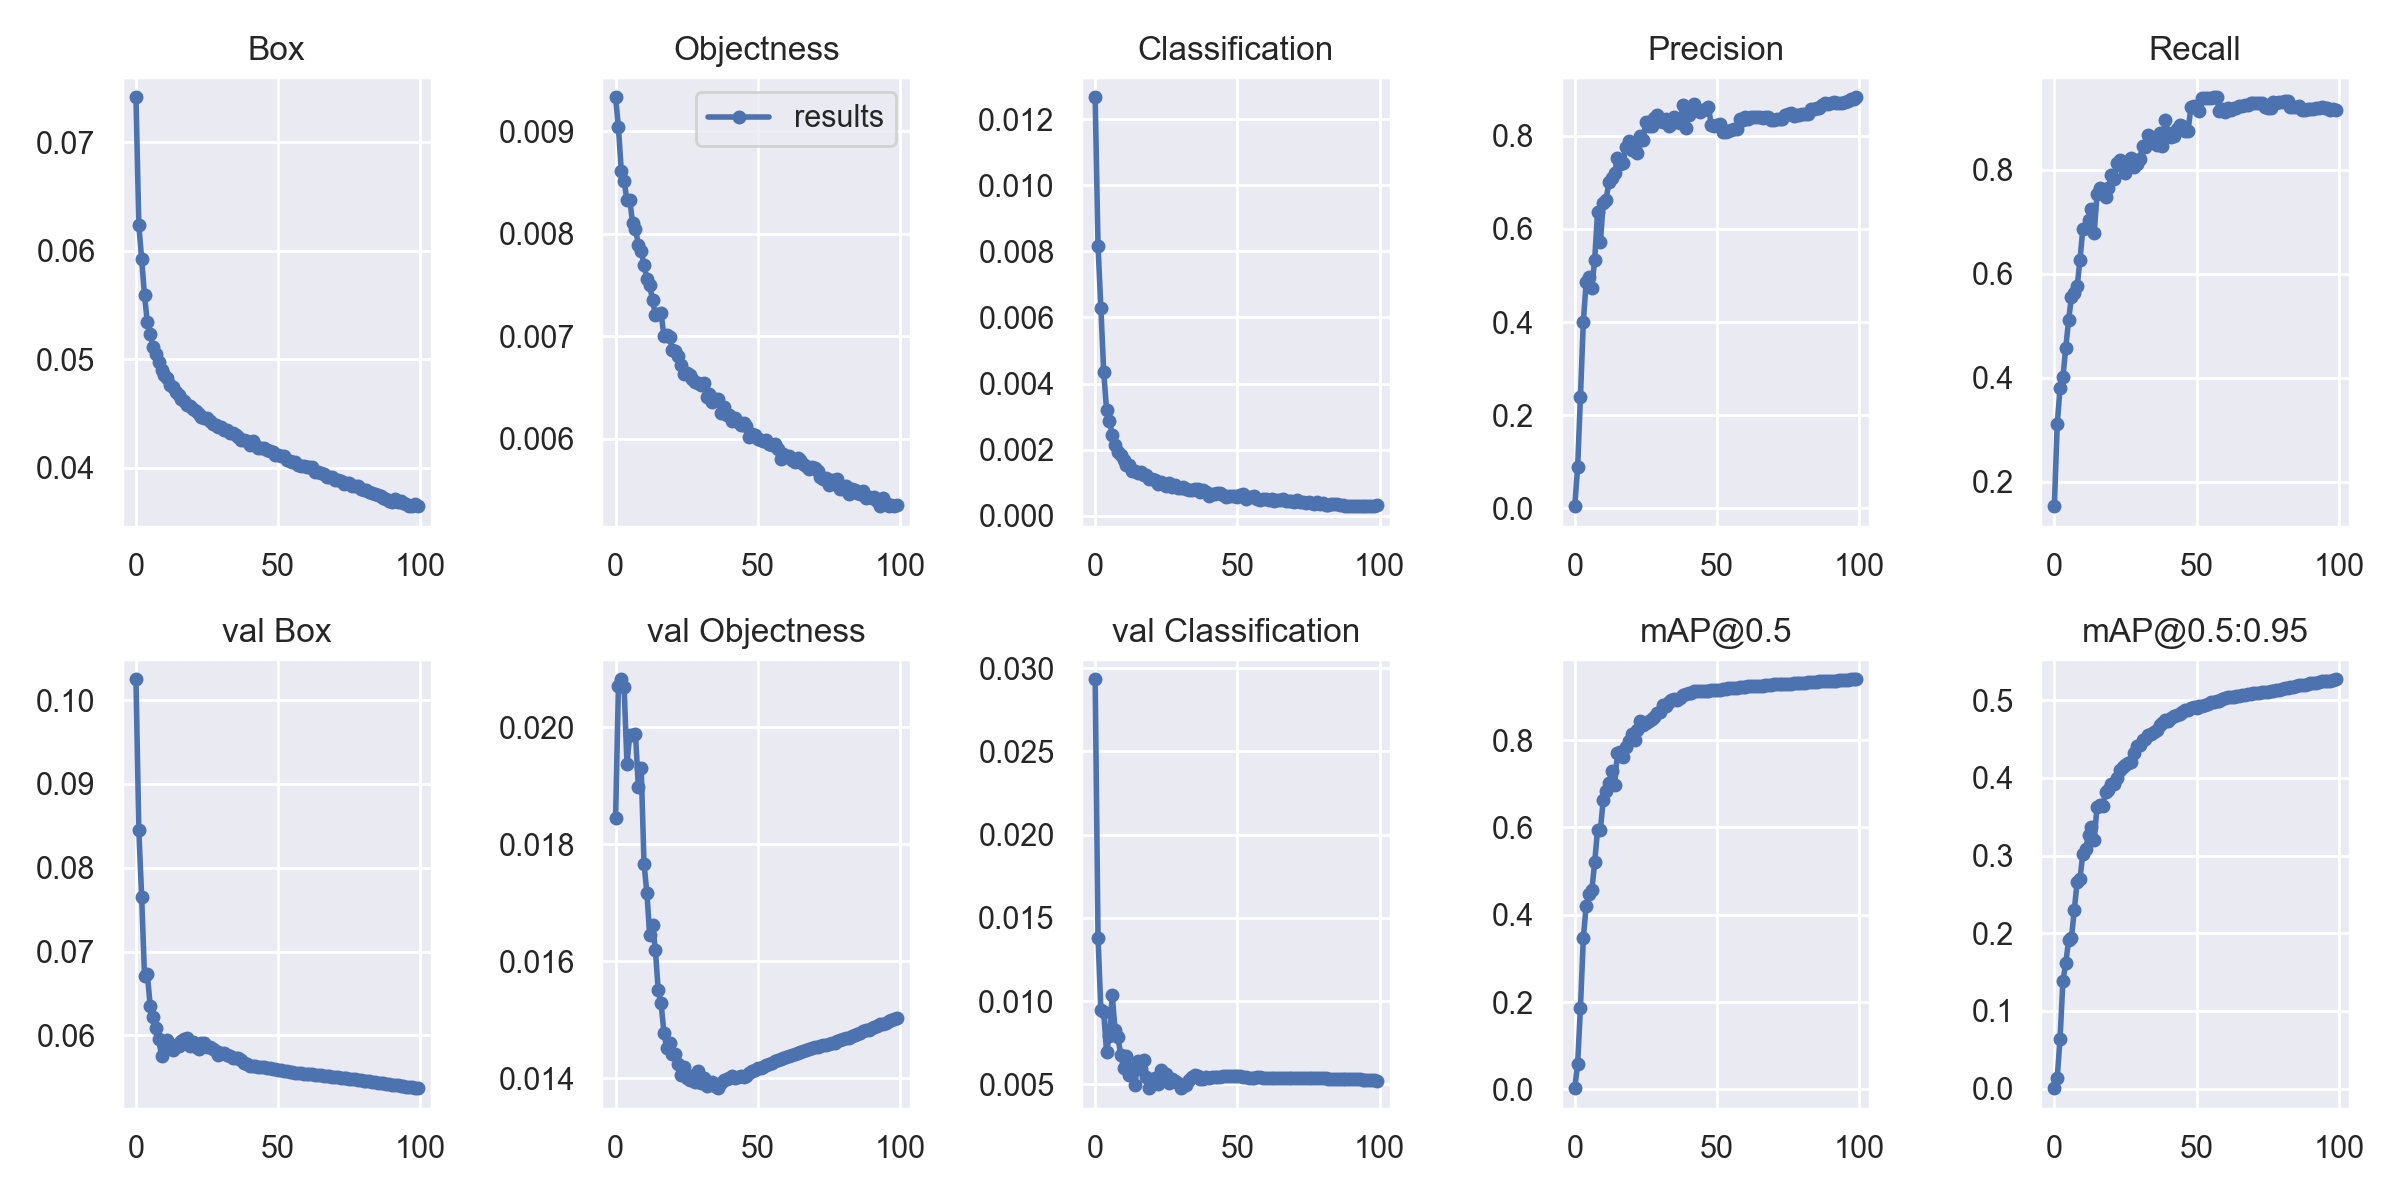 Box
0.07
0.06
0.05
0.04
0 50 100
Objectness
results
0.009
0.008
0.007
0.006
0 50 100
Classification
0.012
0.010
0.008
0.006
0.004
0.002
0.000
0 50 100
Precision
0.8
0.6
0.4
0.2
0.0
0 50 100
Recall
0.8
0.6
0.4
0.2
0 50 100
val Box
0.10
0.09
0.08
0.07
0.06
0 50 100
val Objectness
0.020
0.018
0.016
0.014
0 50 100
val Classification
0.030
0.025
0.020
0.015
0.010
0.005
0 50 100
mAP@0.5
0.8
0.6
0.4
0.2
0.0
0 50 100
mAP@0.5:0.95
0.5
0.4
0.3
0.2
0.1
0.0
0 50 100